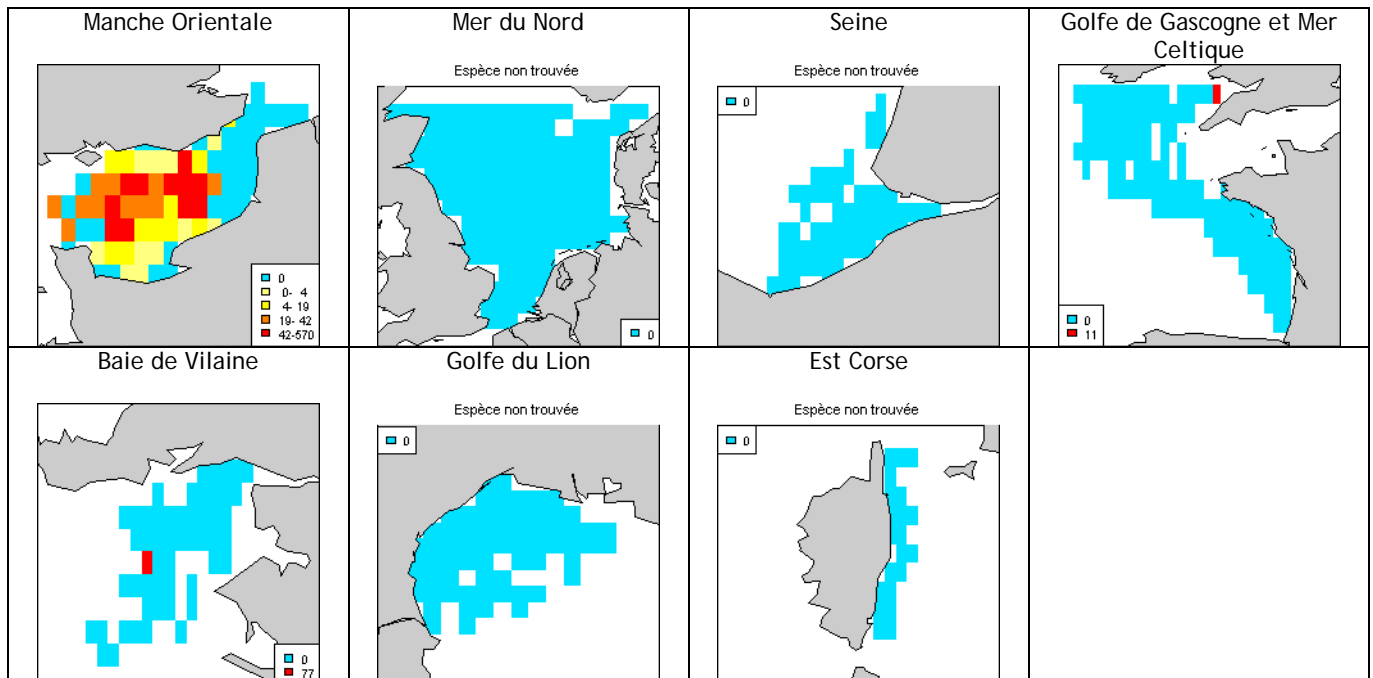 Manche Orientale
0
0- 4
4- 19
19- 42
42-570
Mer du Nord
Espèce non trouvée
0
Seine
Espèce non trouvée
0
Golfe de Gascogne et Mer
Celtique
0
11
Baie de Vilaine
0
77
Golfe du Lion
Espèce non trouvée
0
Est Corse
Espèce non trouvée
0